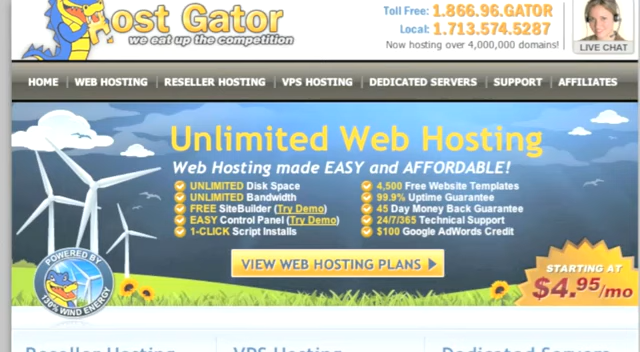 Host Gator
we eat up the competition
Toll Free: 1.866.96.GATOR
Local: 1.713.574.5287
Now hosting over 4,000,000 domains!
LIVE CHAT
HOME | WEB HOSTING | RESELLER HOSTING | VPS HOSTING | DEDICATED SERVERS | SUPPORT | AFFILIATES
Unlimited Web Hosting
Web Hosting made EASY and AFFORDABLE!
UNLIMITED Disk Space
UNLIMITED Bandwidth
FREE SiteBuilder (Try Demo)
EASY Control Panel (Try Demo)
1-CLICK Script Installs
4,500 Free Website Templates
99.9% Uptime Guarantee
45 Day Money Back Guarantee
24/7/365 Technical Support
$100 Google AdWords Credit
VIEW WEB HOSTING PLANS
POWERED BY
130% WIND ENERGY
STARTING AT
$4.95/mo
Reseller Hosting
VPS Hosting
Dedicated Servers